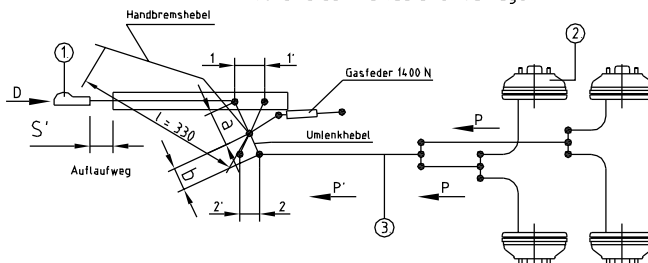 Handbremshebel
1.
1
1'
2
Gasfeder 1400 N
D
S'
l = 330
a
P
Umlenkhebel
Auflaufweg
b
P'
P
2'
2
3